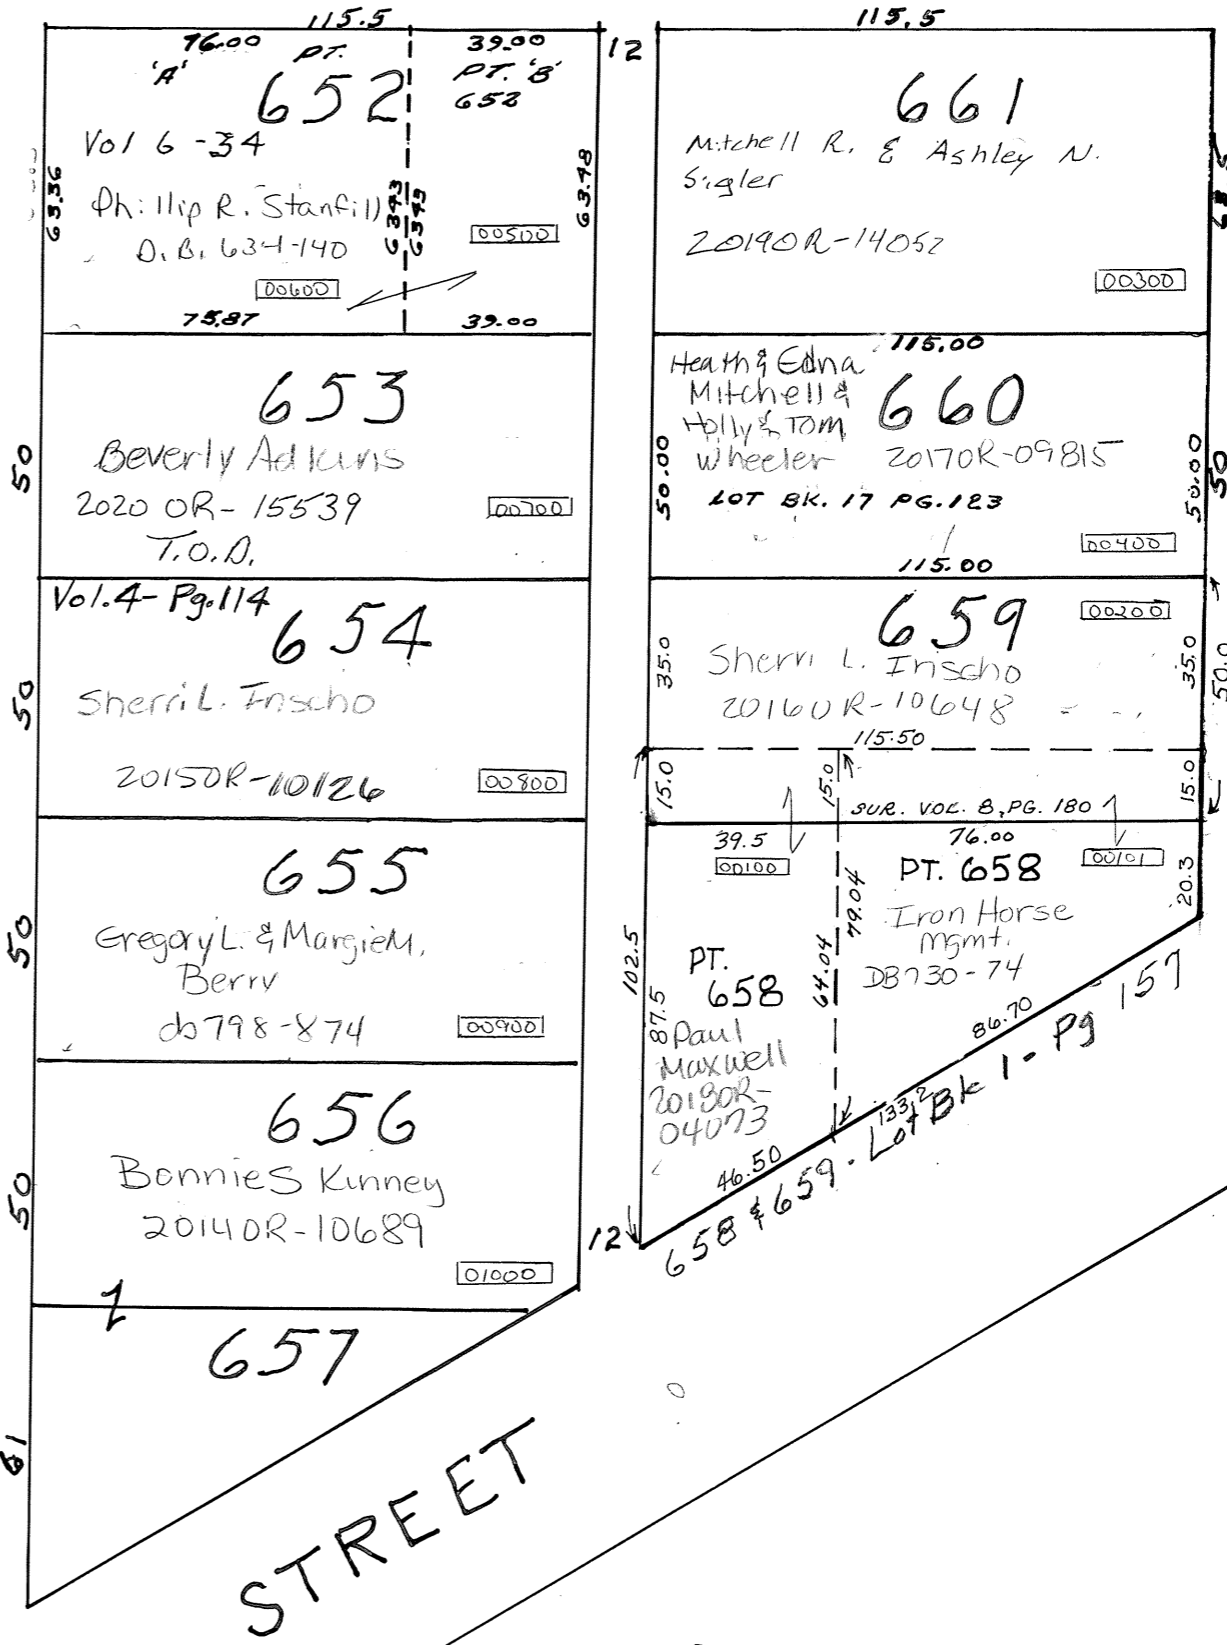 115.5
76.00
'A'
PT.
652
39.00
PT. 'B'
652
Vol 6 -34
Phillip R. Stanfill
D.B. 634-140
00600
00500
63.36
6343
6343
63.48
75.87
39.00
12
653
Beverly Adkins
2020 OR- 15539
T.O.D.
00700
50
Vol.4- Pg.114
654
Sherri L. Inscho
2015OR-10126
00800
50
655
Gregory L. & Margie M.
Berry
db798-874
00900
50
656
Bonnie S Kinney
2014OR-10689
01000
50
657
61
STREET
115.5
661
Mitchell R. & Ashley N.
Sigler
2019OR-14052
00300
115.00
Heath & Edna
Mitchell &
Holly & Tom
Wheeler
660
2017OR-09815
LOT BK. 17 PG.123
00400
50.00
50.00
50
115.00
659
00200
Sherri L. Inscho
2016OR-10648
35.0
35.0
50.0
115.50
15.0
15.0
15.0
SUR. VOL. 8, PG. 180
39.5
00100
76.00
00101
PT. 658
Iron Horse
Mgmt.
DB730-74
20.3
79.04
64.04
102.5
87.5
PT.
658
Paul
Maxwell
2018OR-
04073
46.50
86.70
133.2
12
658 & 659 - Lot Bk 1 - Pg 157